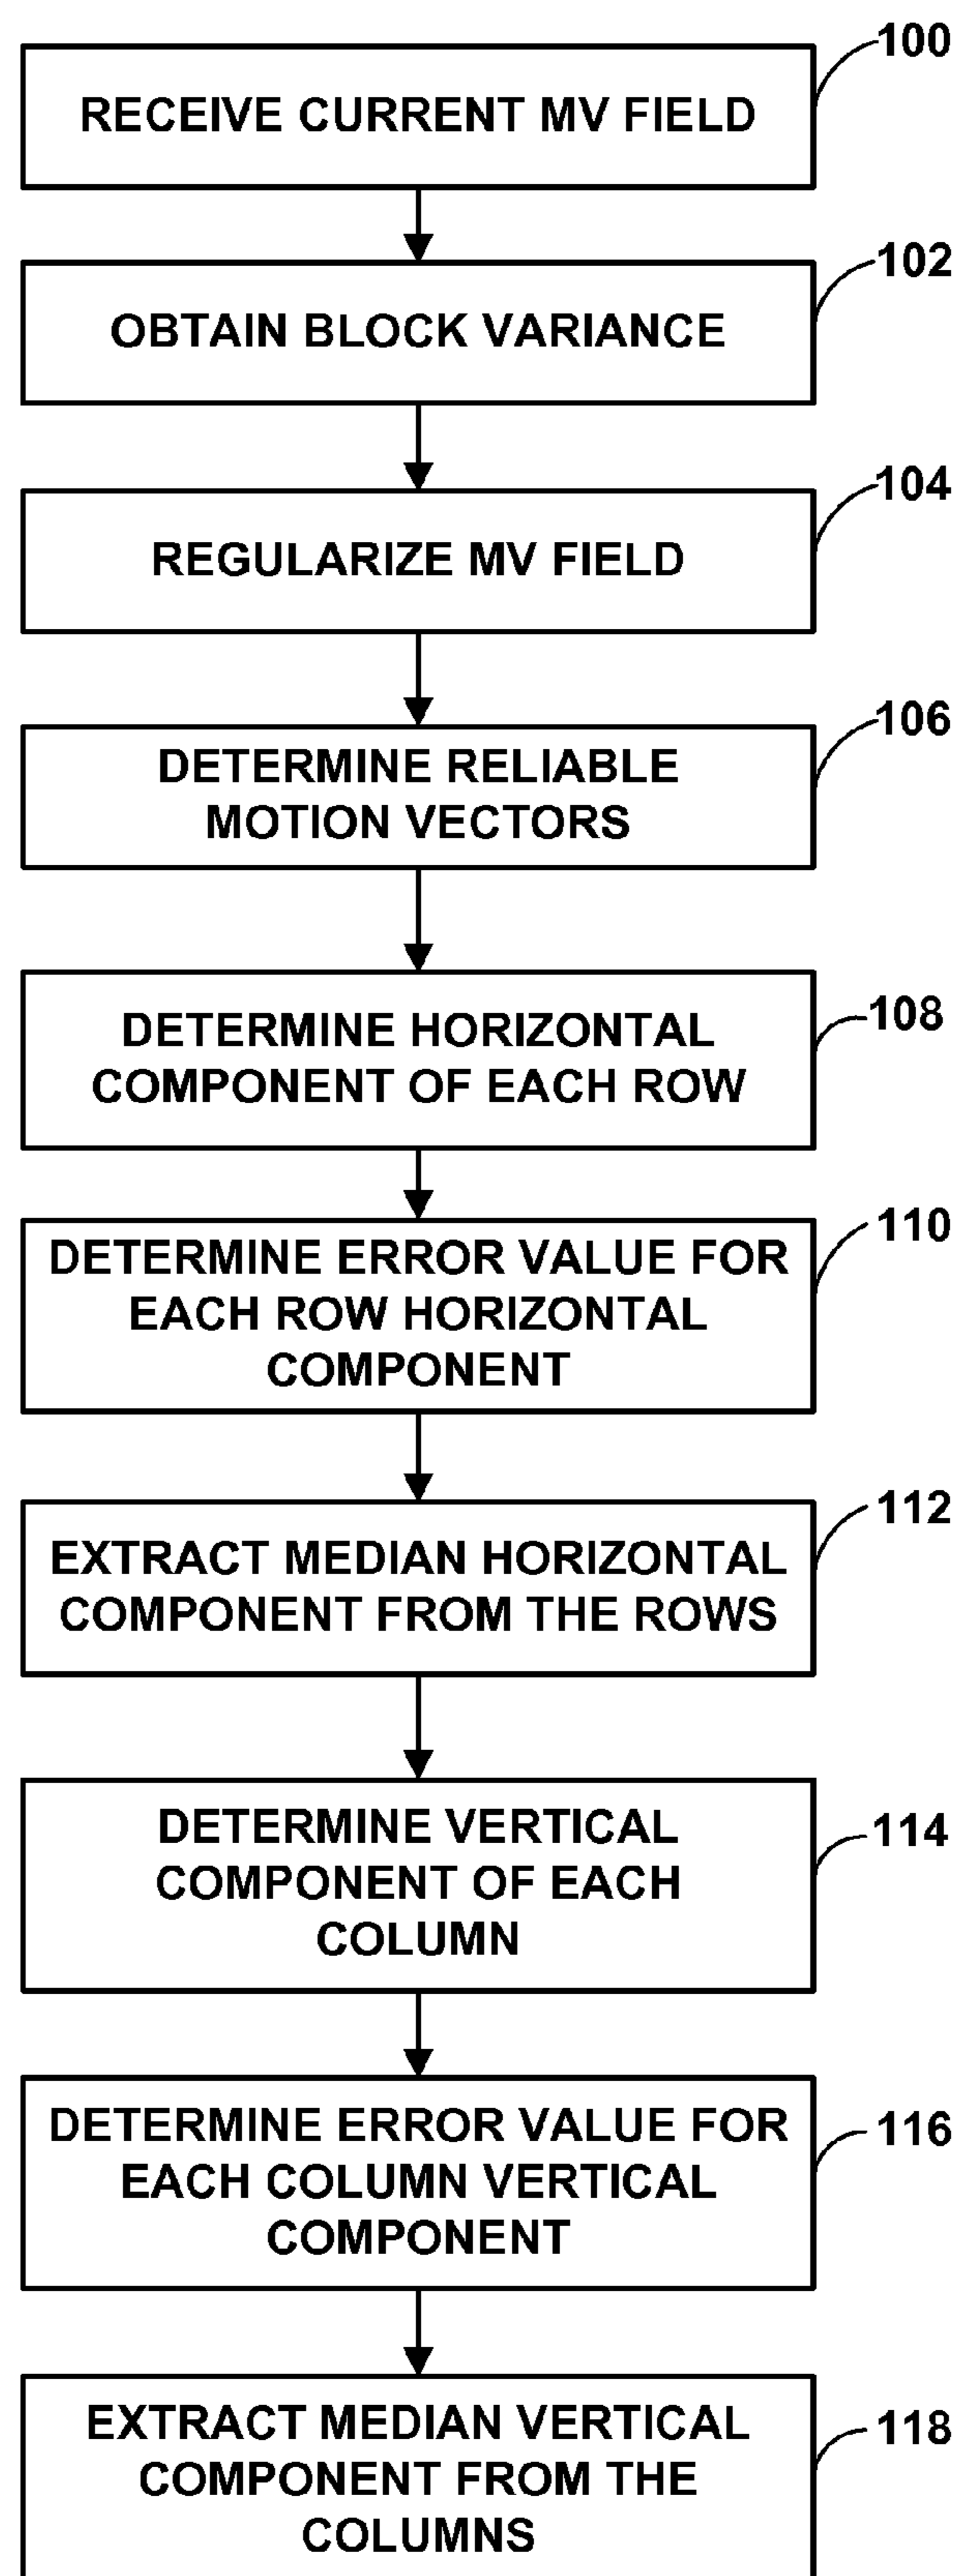 100
RECEIVE CURRENT MV FIELD
102
OBTAIN BLOCK VARIANCE
104
REGULARIZE MV FIELD
106
DETERMINE RELIABLE
MOTION VECTORS
108
DETERMINE HORIZONTAL
COMPONENT OF EACH ROW
110
DETERMINE ERROR VALUE FOR
EACH ROW HORIZONTAL
COMPONENT
112
EXTRACT MEDIAN HORIZONTAL
COMPONENT FROM THE ROWS
114
DETERMINE VERTICAL
COMPONENT OF EACH
COLUMN
116
DETERMINE ERROR VALUE FOR
EACH COLUMN VERTICAL
COMPONENT
118
EXTRACT MEDIAN VERTICAL
COMPONENT FROM THE
COLUMNS